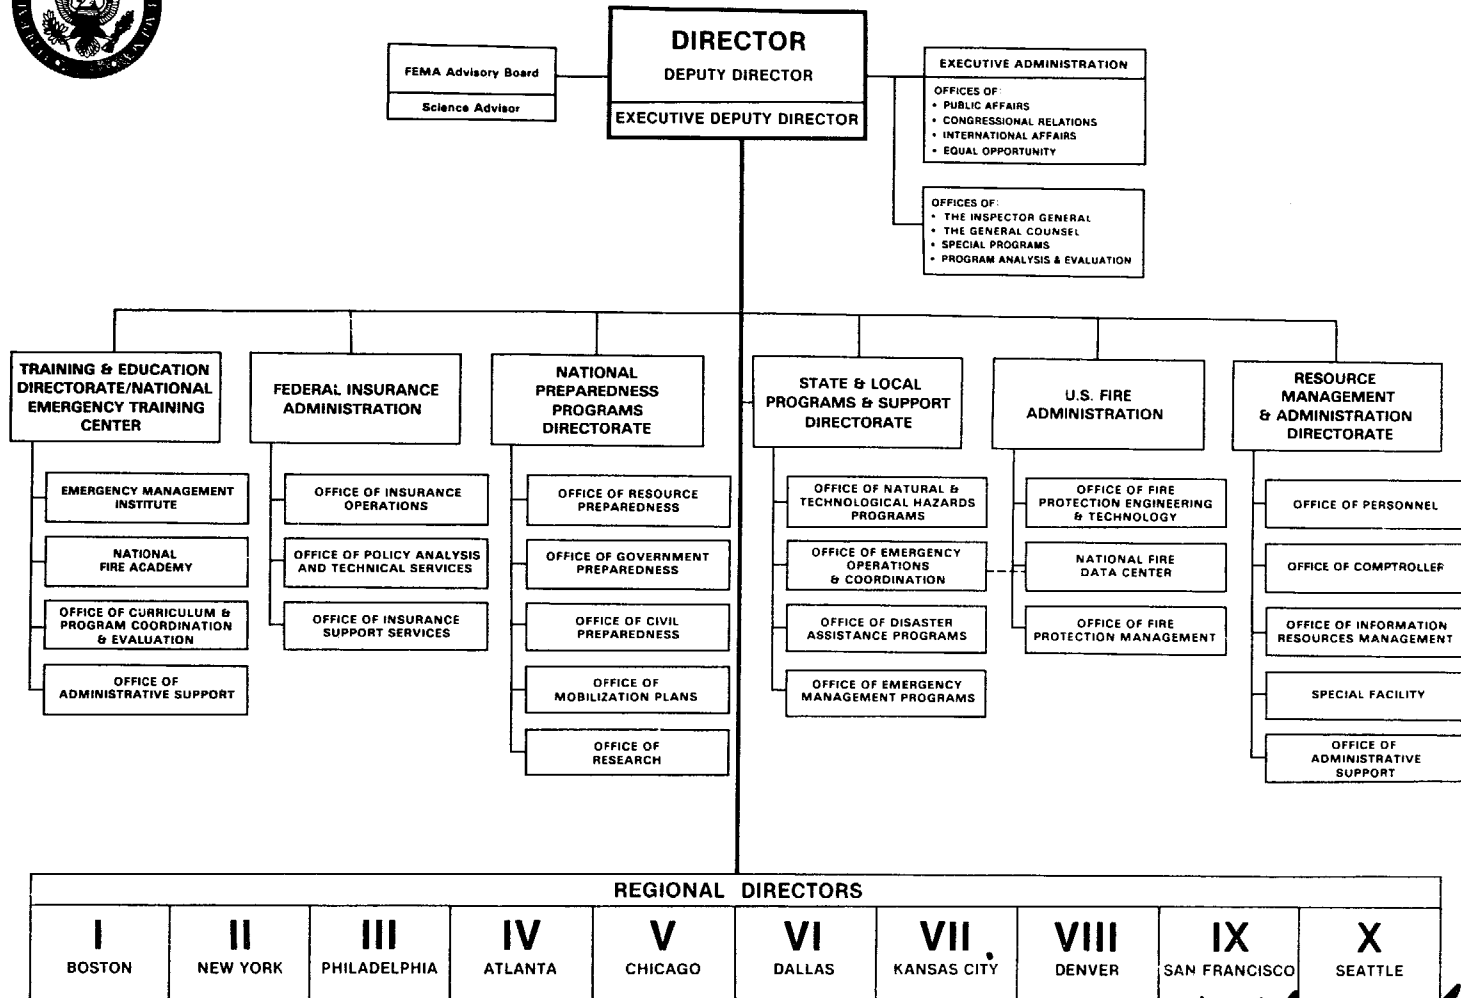 DIRECTOR
DEPUTY DIRECTOR
EXECUTIVE DEPUTY DIRECTOR
FEMA Advisory Board
Science Advisor
EXECUTIVE ADMINISTRATION
OFFICES OF:
• PUBLIC AFFAIRS
• CONGRESSIONAL RELATIONS
• INTERNATIONAL AFFAIRS
• EQUAL OPPORTUNITY
OFFICES OF:
• THE INSPECTOR GENERAL
• THE GENERAL COUNSEL
• SPECIAL PROGRAMS
• PROGRAM ANALYSIS & EVALUATION
TRAINING & EDUCATION
DIRECTORATE/NATIONAL
EMERGENCY TRAINING
CENTER
EMERGENCY MANAGEMENT
INSTITUTE
NATIONAL
FIRE ACADEMY
OFFICE OF CURRICULUM &
PROGRAM COORDINATION
& EVALUATION
OFFICE OF
ADMINISTRATIVE SUPPORT
FEDERAL INSURANCE
ADMINISTRATION
OFFICE OF INSURANCE
OPERATIONS
OFFICE OF POLICY ANALYSIS
AND TECHNICAL SERVICES
OFFICE OF INSURANCE
SUPPORT SERVICES
NATIONAL
PREPAREDNESS
PROGRAMS
DIRECTORATE
OFFICE OF RESOURCE
PREPAREDNESS
OFFICE OF GOVERNMENT
PREPAREDNESS
OFFICE OF CIVIL
PREPAREDNESS
OFFICE OF
MOBILIZATION PLANS
OFFICE OF
RESEARCH
STATE & LOCAL
PROGRAMS & SUPPORT
DIRECTORATE
OFFICE OF NATURAL &
TECHNOLOGICAL HAZARDS
PROGRAMS
OFFICE OF EMERGENCY
OPERATIONS
& COORDINATION
OFFICE OF DISASTER
ASSISTANCE PROGRAMS
OFFICE OF EMERGENCY
MANAGEMENT PROGRAMS
U.S. FIRE
ADMINISTRATION
OFFICE OF FIRE
PROTECTION ENGINEERING
& TECHNOLOGY
NATIONAL FIRE
DATA CENTER
OFFICE OF FIRE
PROTECTION MANAGEMENT
RESOURCE
MANAGEMENT
& ADMINISTRATION
DIRECTORATE
OFFICE OF PERSONNEL
OFFICE OF COMPTROLLER
OFFICE OF INFORMATION
RESOURCES MANAGEMENT
SPECIAL FACILITY
OFFICE OF
ADMINISTRATIVE
SUPPORT
REGIONAL DIRECTORS
I
BOSTON
II
NEW YORK
III
PHILADELPHIA
IV
ATLANTA
V
CHICAGO
VI
DALLAS
VII
KANSAS CITY
VIII
DENVER
IX
SAN FRANCISCO
X
SEATTLE